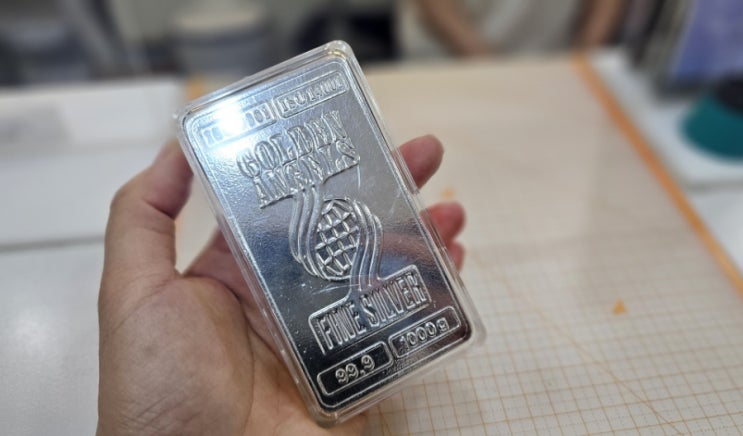 GOLDEN
ANGELS
FINE SILVER
99.9
1000g